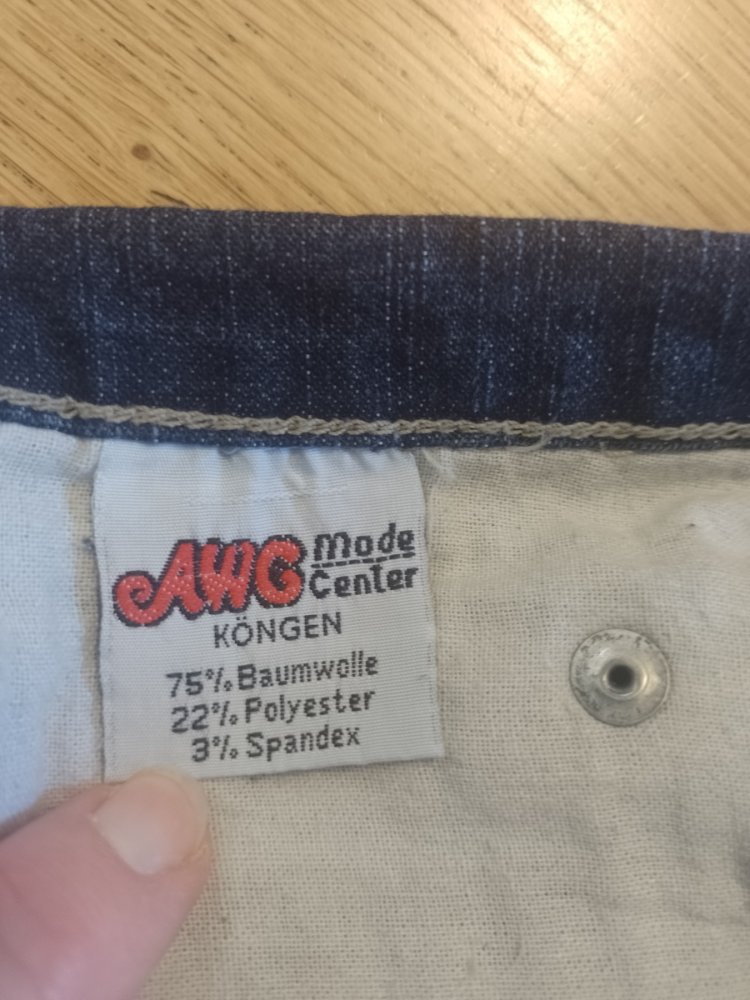 AWG Mode
Center
KÖNGEN
75% Baumwolle
22% Polyester
3% Spandex